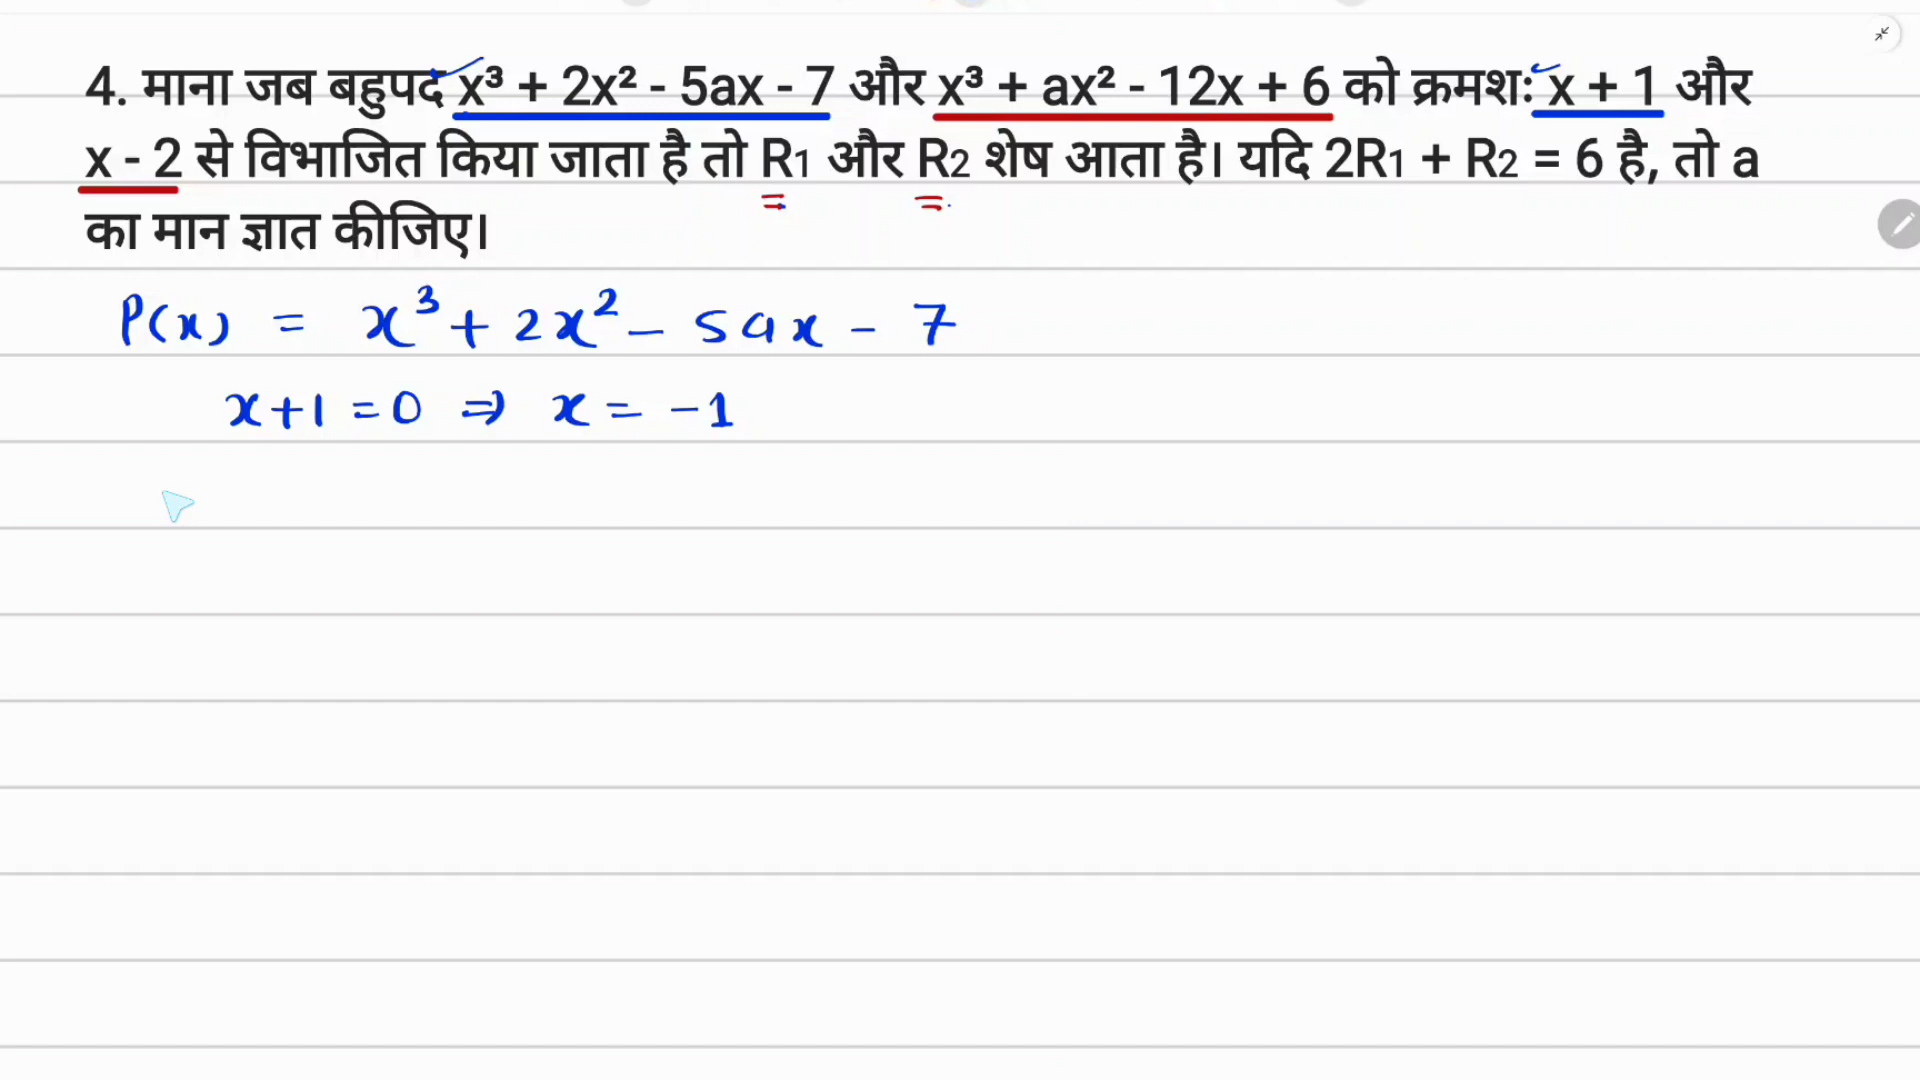 4. माना जब बहुपद x³ + 2x² - 5ax - 7 और x³ + ax² - 12x + 6 को क्रमशः x + 1 और
x - 2 से विभाजित किया जाता है तो R1 और R2 शेष आता है। यदि 2R1 + R2 = 6 है, तो a
का मान ज्ञात कीजिए।
P(x) = x³ + 2x² - 5ax - 7
x+1 = 0 ⇒ x = -1